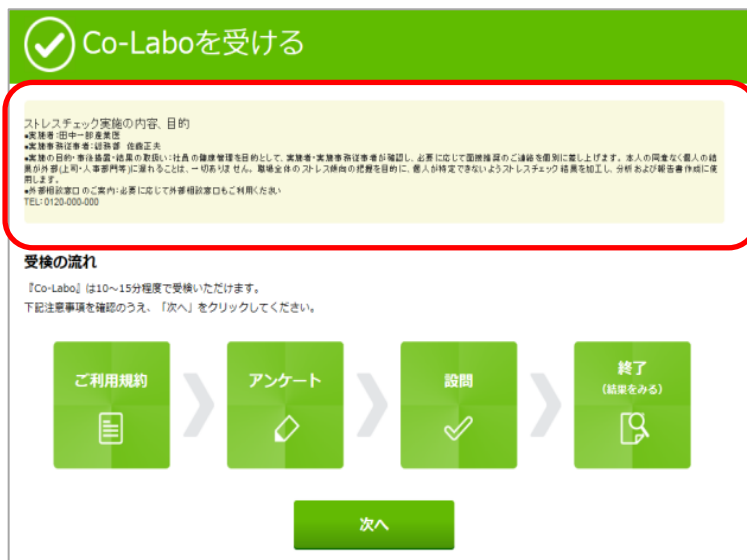 Co-Laboを受ける
ストレスチェック実施の内容、目的
●実施者:田中一郎産業医
●実施事務従事者:総務部 佐藤正夫
●実施の目的・事後措置・結果の取扱い:社員の健康管理を目的として、実施者・実施事務従事者が確認し、必要に応じて面接推奨のご連絡を個別に差し上げます。本人の同意なく個人の結
果が外部(上司・人事部門等)に漏れることは、一切ありません。職場全体のストレス傾向の把握を目的に、個人が特定できないようストレスチェック結果を加工し、分析および報告書作成に使
用します。
●外部相談窓口のご案内:必要に応じて外部相談窓口もご利用ください
TEL:0120-000-000
受検の流れ
『Co-Labo』は10～15分程度で受検いただけます。
下記注意事項を確認のうえ、「次へ」をクリックしてください。
ご利用規約
アンケート
設問
終了
(結果をみる)
次へ